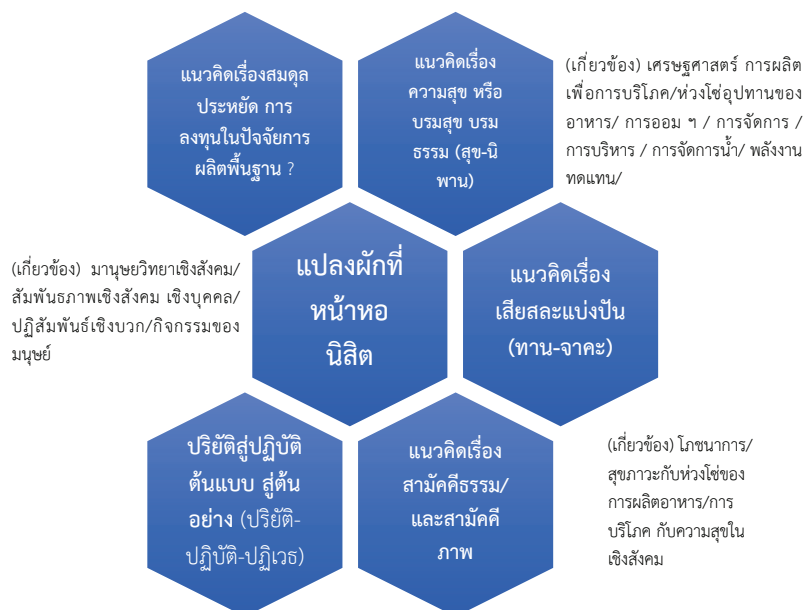 แนวคิดเรื่องสมดุล
ประหยัด การ
ลงทุนในปัจจัยการ
ผลิตพื้นฐาน ?
แนวคิดเรื่อง
ความสุข หรือ
บรมสุข บรม
ธรรม (สุข-นิ
พาน)
(เกี่ยวข้อง) เศรษฐศาสตร์ การผลิต
เพื่อการบริโภค/ห่วงโซ่อุปทานของ
อาหาร/ การออม ฯ / การจัดการ /
การบริหาร / การจัดการน้ำ/ พลังงาน
ทดแทน/
(เกี่ยวข้อง) มานุษยวิทยาเชิงสังคม/
สัมพันธภาพเชิงสังคม เชิงบุคคล/
ปฏิสัมพันธ์เชิงบวก/กิจกรรมของ
มนุษย์
แปลงผักที่
หน้าหอ
นิสิต
แนวคิดเรื่อง
เสียสละแบ่งปัน
(ทาน-จาคะ)
ปริยัติสู่ปฏิบัติ
ต้นแบบ สู่ต้น
อย่าง (ปริยัติ-
ปฏิบัติ-ปฏิเวธ)
แนวคิดเรื่อง
สามัคคีธรรม/
และสามัคคี
ภาพ
(เกี่ยวข้อง) โภชนาการ/
สุขภาวะกับห่วงโซ่ของ
การผลิตอาหาร/การ
บริโภค กับความสุขใน
เชิงสังคม